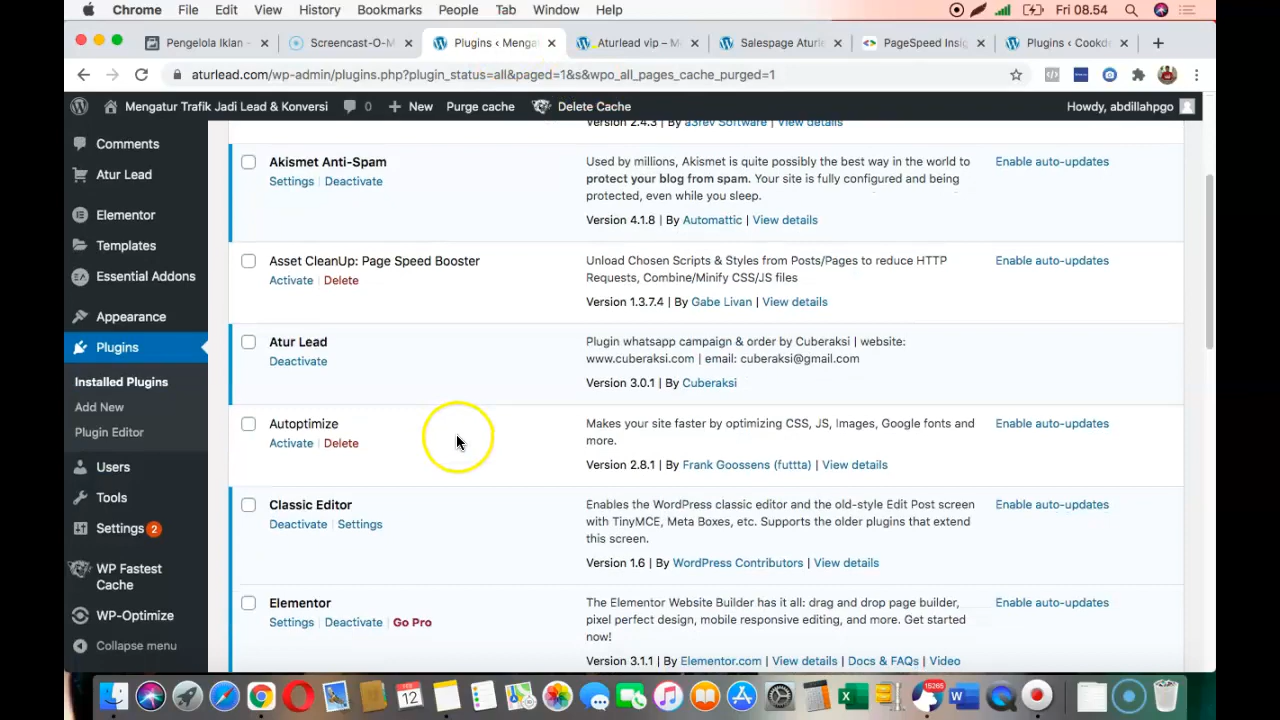 Chrome File Edit View History Bookmarks People Tab Window Help Fri 08.54
Pengelola Iklan - Screencast-O-M Plugins ‹ Menga Aturlead vip – Me Salespage Aturle PageSpeed Insig Plugins ‹ Cookde
aturlead.com/wp-admin/plugins.php?plugin_status=all&paged=1&s&wpo_all_pages_cache_purged=1
Mengatur Trafik Jadi Lead & Konversi 0 New Purge cache Delete Cache Howdy, abdillahpgo
Comments
Atur Lead
Elementor
Templates
Essential Addons
Appearance
Plugins
Installed Plugins
Add New
Plugin Editor
Users
Tools
Settings 2
WP Fastest
Cache
WP-Optimize
Collapse menu
Version 2.4.3 | By a3rev Software | View details
Akismet Anti-Spam
Settings | Deactivate
Used by millions, Akismet is quite possibly the best way in the world to
protect your blog from spam. Your site is fully configured and being
protected, even while you sleep.
Version 4.1.8 | By Automattic | View details
Enable auto-updates
Asset CleanUp: Page Speed Booster
Activate | Delete
Unload Chosen Scripts & Styles from Posts/Pages to reduce HTTP
Requests, Combine/Minify CSS/JS files
Version 1.3.7.4 | By Gabe Livan | View details
Enable auto-updates
Atur Lead
Deactivate
Plugin whatsapp campaign & order by Cuberaksi | website:
www.cuberaksi.com | email: cuberaksi@gmail.com
Version 3.0.1 | By Cuberaksi
Autoptimize
Activate | Delete
Makes your site faster by optimizing CSS, JS, Images, Google fonts and
more.
Version 2.8.1 | By Frank Goossens (futtta) | View details
Enable auto-updates
Classic Editor
Deactivate | Settings
Enables the WordPress classic editor and the old-style Edit Post screen
with TinyMCE, Meta Boxes, etc. Supports the older plugins that extend
this screen.
Version 1.6 | By WordPress Contributors | View details
Enable auto-updates
Elementor
Settings | Deactivate | Go Pro
The Elementor Website Builder has it all: drag and drop page builder,
pixel perfect design, mobile responsive editing, and more. Get started
now!
Version 3.1.1 | By Elementor.com | View details | Docs & FAQs | Video
Enable auto-updates
12
15265